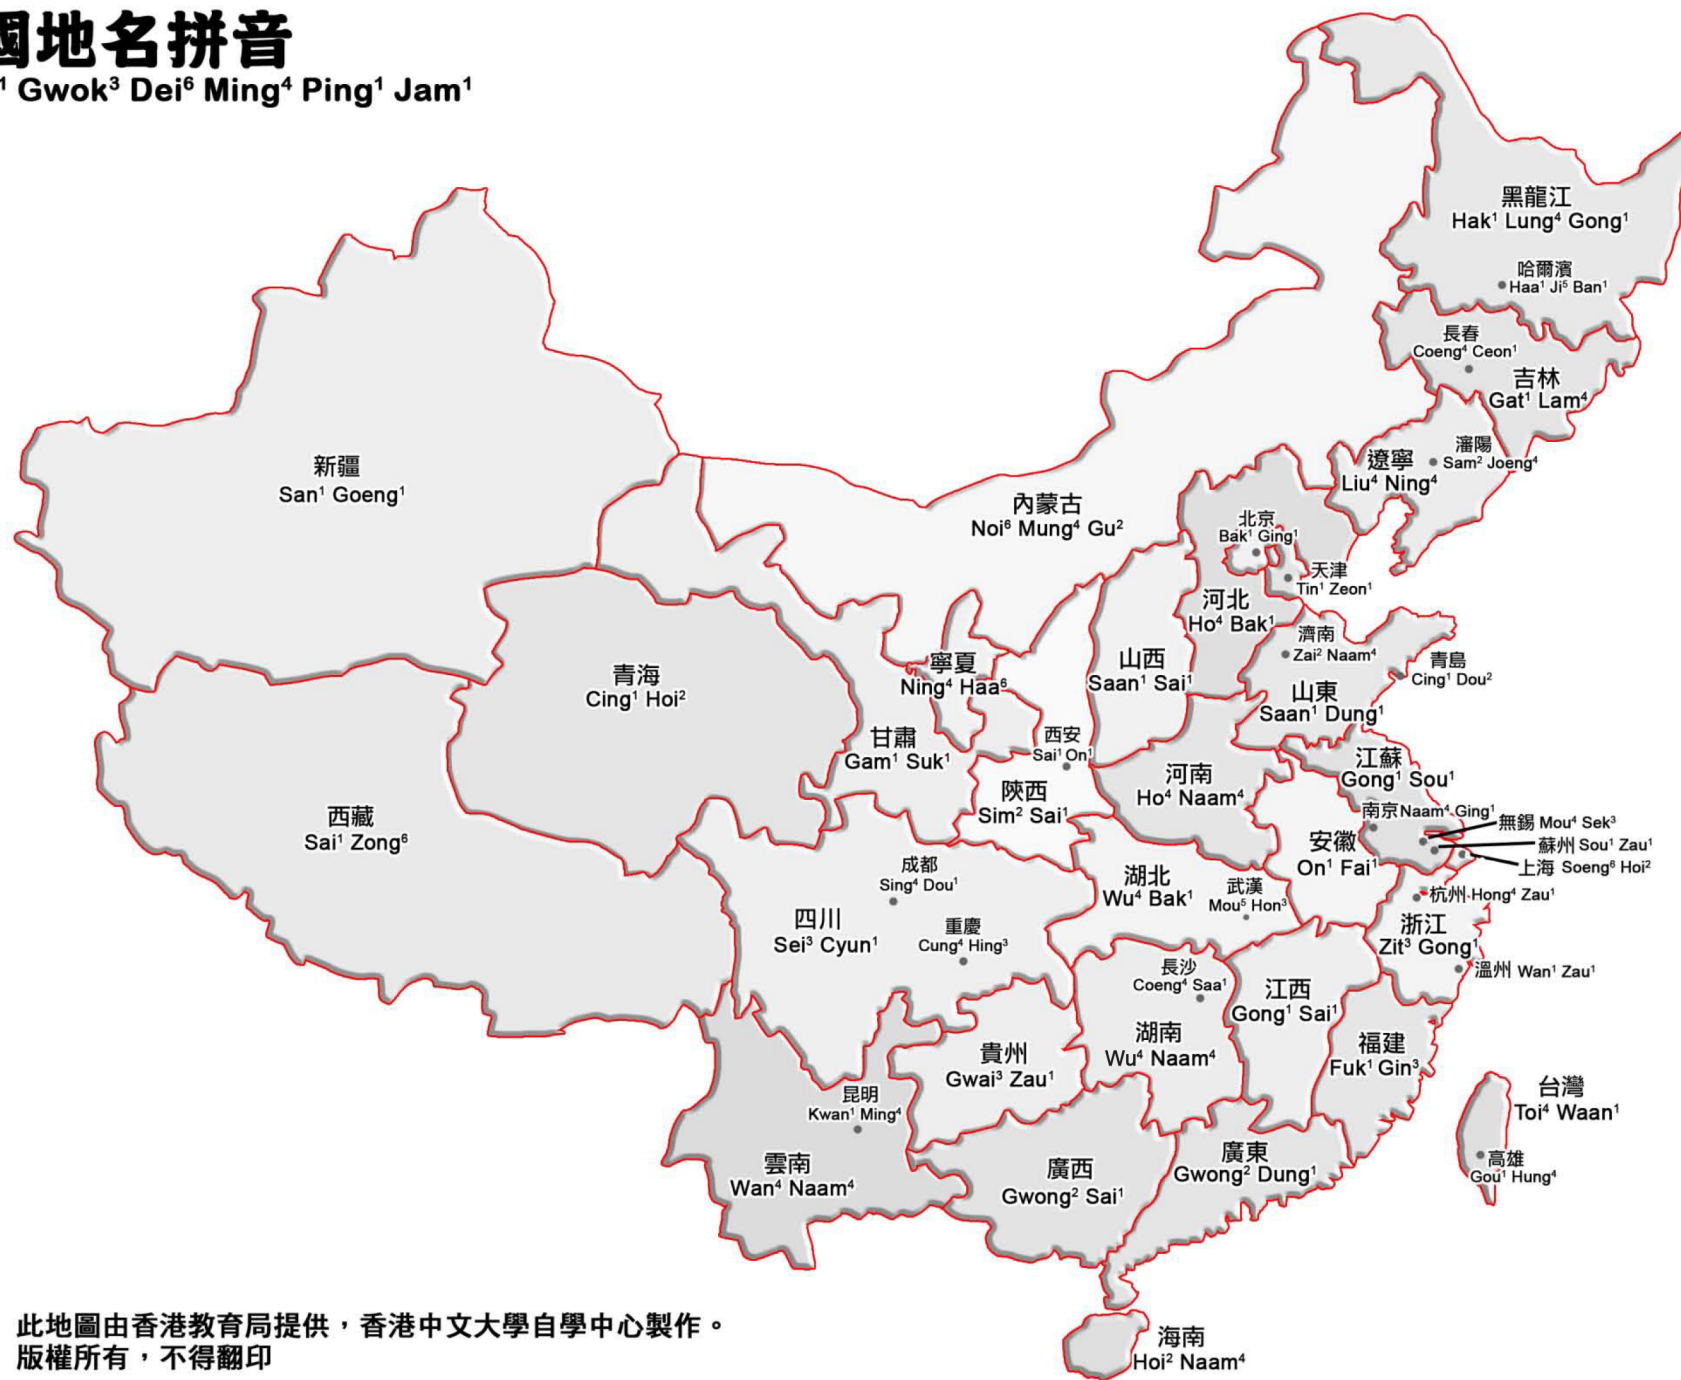 國地名拼音
¹ Gwok³ Dei⁶ Ming⁴ Ping¹ Jam¹
黑龍江
Hak¹ Lung⁴ Gong¹
哈爾濱
Haa¹ Ji⁵ Ban¹
長春
Coeng⁴ Ceon¹
吉林
Gat¹ Lam⁴
遼寧
Liu⁴ Ning⁴
瀋陽
Sam² Joeng⁴
新疆
San¹ Goeng¹
內蒙古
Noi⁶ Mung⁴ Gu²
北京
Bak¹ Ging¹
天津
Tin¹ Zeon¹
河北
Ho⁴ Bak¹
濟南
Zai² Naam⁴
青島
Cing¹ Dou²
山東
Saan¹ Dung¹
山西
Saan¹ Sai¹
寧夏
Ning⁴ Haa⁶
青海
Cing¹ Hoi²
甘肅
Gam¹ Suk¹
西安
Sai¹ On¹
陝西
Sim² Sai¹
河南
Ho⁴ Naam⁴
江蘇
Gong¹ Sou¹
南京 Naam⁴ Ging¹
無錫 Mou⁴ Sek³
蘇州 Sou¹ Zau¹
上海 Soeng⁶ Hoi²
安徽
On¹ Fai¹
西藏
Sai¹ Zong⁶
成都
Sing⁴ Dou¹
四川
Sei³ Cyun¹
重慶
Cung⁴ Hing³
湖北
Wu⁴ Bak¹
武漢
Mou⁵ Hon³
杭州 Hong⁴ Zau¹
浙江
Zit³ Gong¹
溫州 Wan¹ Zau¹
長沙
Coeng⁴ Saa¹
湖南
Wu⁴ Naam⁴
江西
Gong¹ Sai¹
福建
Fuk¹ Gin³
貴州
Gwai³ Zau¹
昆明
Kwan¹ Ming⁴
雲南
Wan⁴ Naam⁴
廣西
Gwong² Sai¹
廣東
Gwong² Dung¹
台灣
Toi⁴ Waan¹
高雄
Gou¹ Hung⁴
海南
Hoi² Naam⁴
此地圖由香港教育局提供，香港中文大學自學中心製作。
版權所有，不得翻印